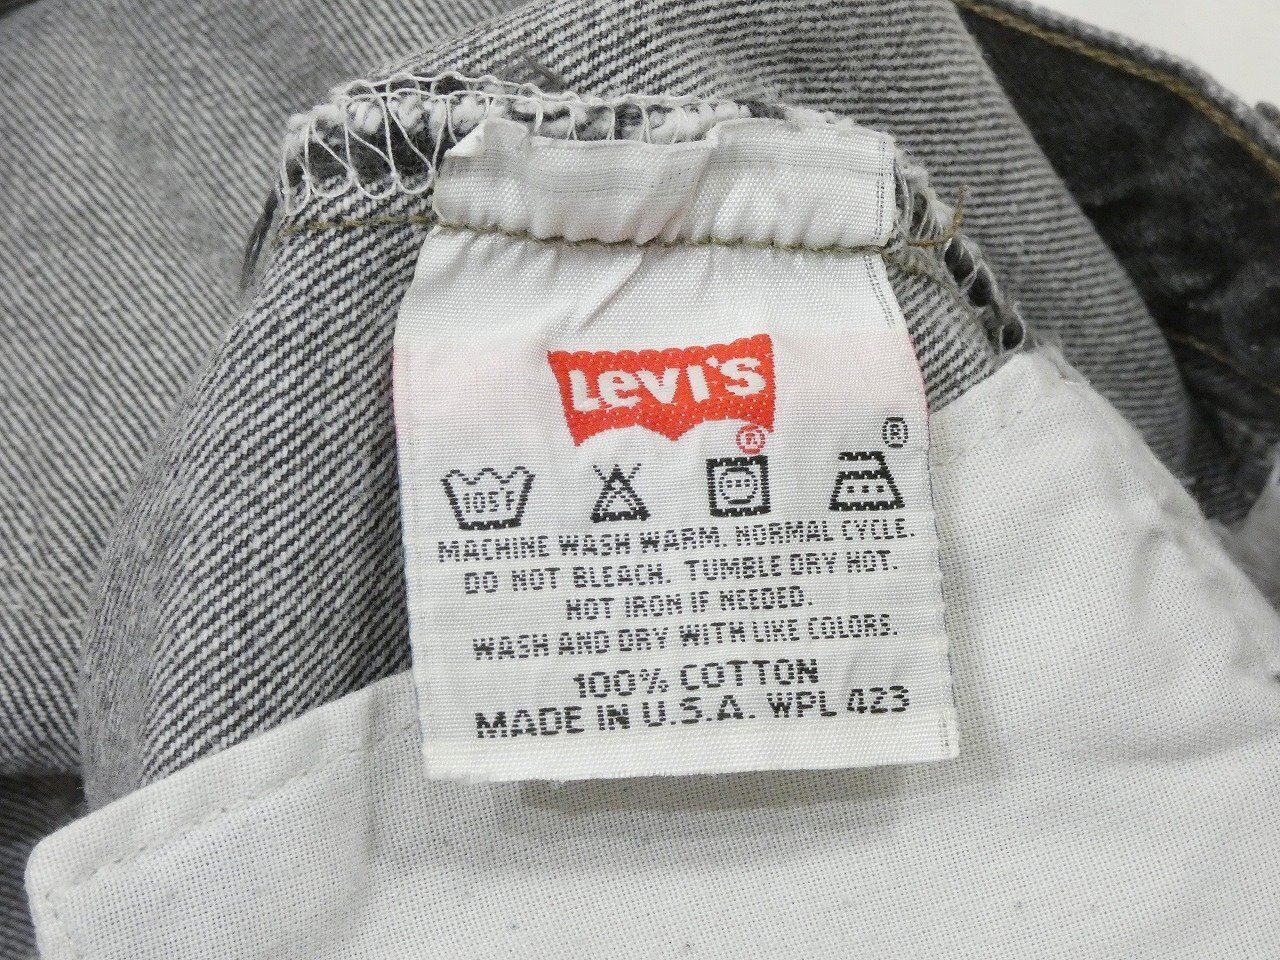 Levi's
®
®
105°F
MACHINE WASH WARM. NORMAL CYCLE.
DO NOT BLEACH. TUMBLE DRY HOT.
HOT IRON IF NEEDED.
WASH AND DRY WITH LIKE COLORS.
100% COTTON
MADE IN U.S.A. WPL 423